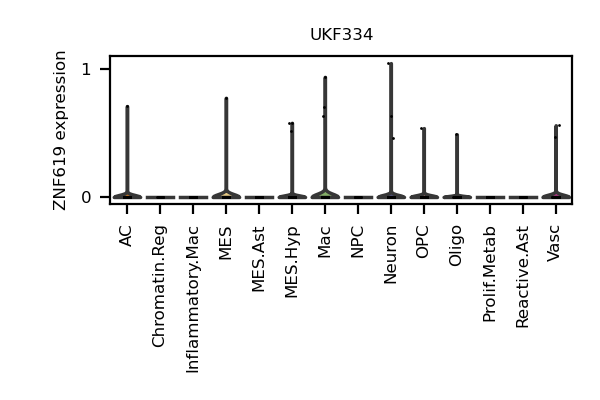 UKF334
ZNF619 expression
1
0
AC
Chromatin.Reg
Inflammatory.Mac
MES
MES.Ast
MES.Hyp
Mac
NPC
Neuron
OPC
Oligo
Prolif.Metab
Reactive.Ast
Vasc